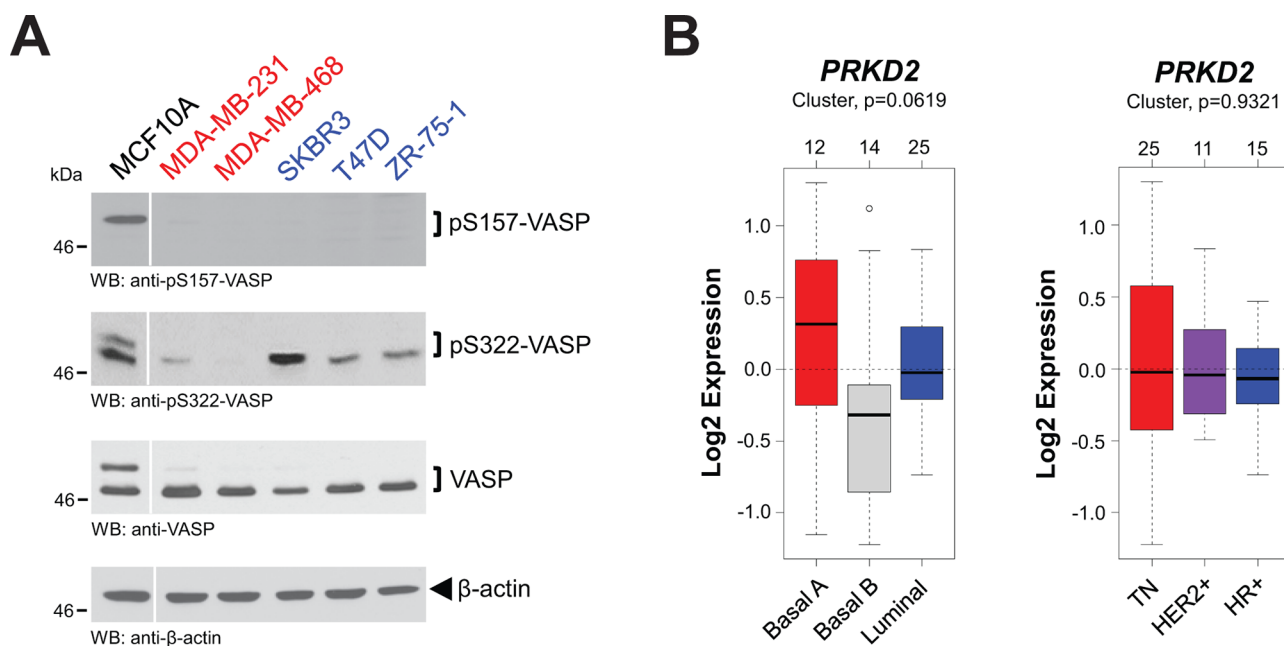 A
MCF10A
MDA-MB-231
MDA-MB-468
SKBR3
T47D
ZR-75-1
kDa
46
pS157-VASP
WB: anti-pS157-VASP
46
pS322-VASP
WB: anti-pS322-VASP
46
VASP
WB: anti-VASP
46
β-actin
WB: anti-β-actin
B
PRKD2
Cluster, p=0.0619
12 14 25
Log2 Expression
1.0
0.5
0.0
-0.5
-1.0
Basal A
Basal B
Luminal
PRKD2
Cluster, p=0.9321
25 11 15
Log2 Expression
1.0
0.5
0.0
-0.5
-1.0
TN
HER2+
HR+